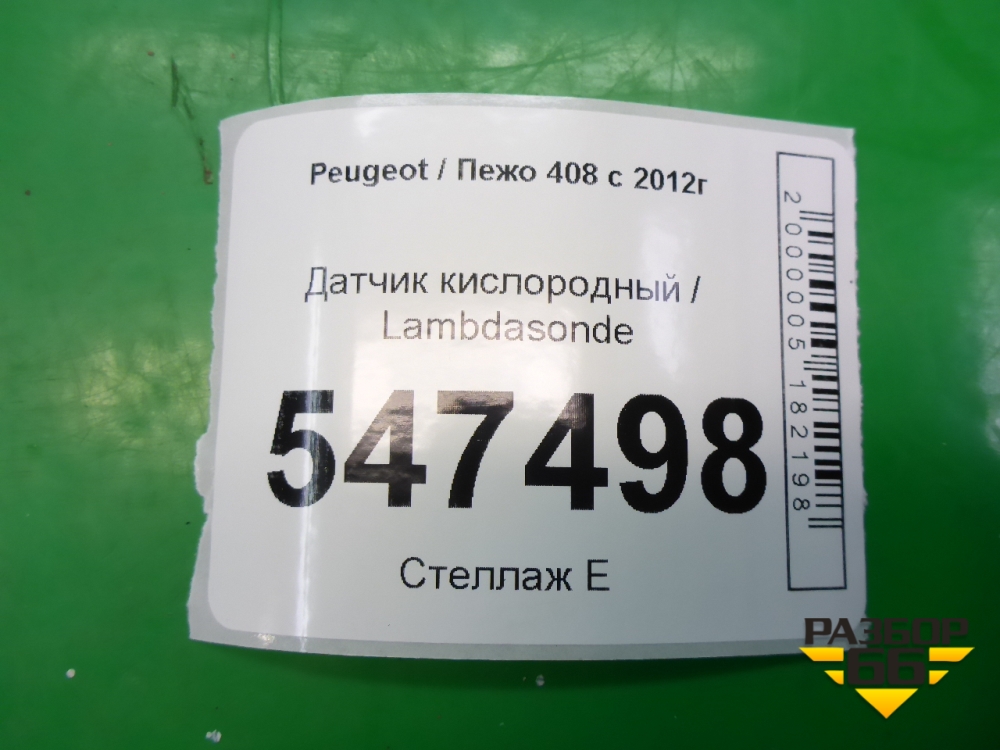 Peugeot / Пежо 408 с 2012г
Датчик кислородный /
Lambdasonde
547498
Стеллаж Е
2000005182198
РАЗБОР
66